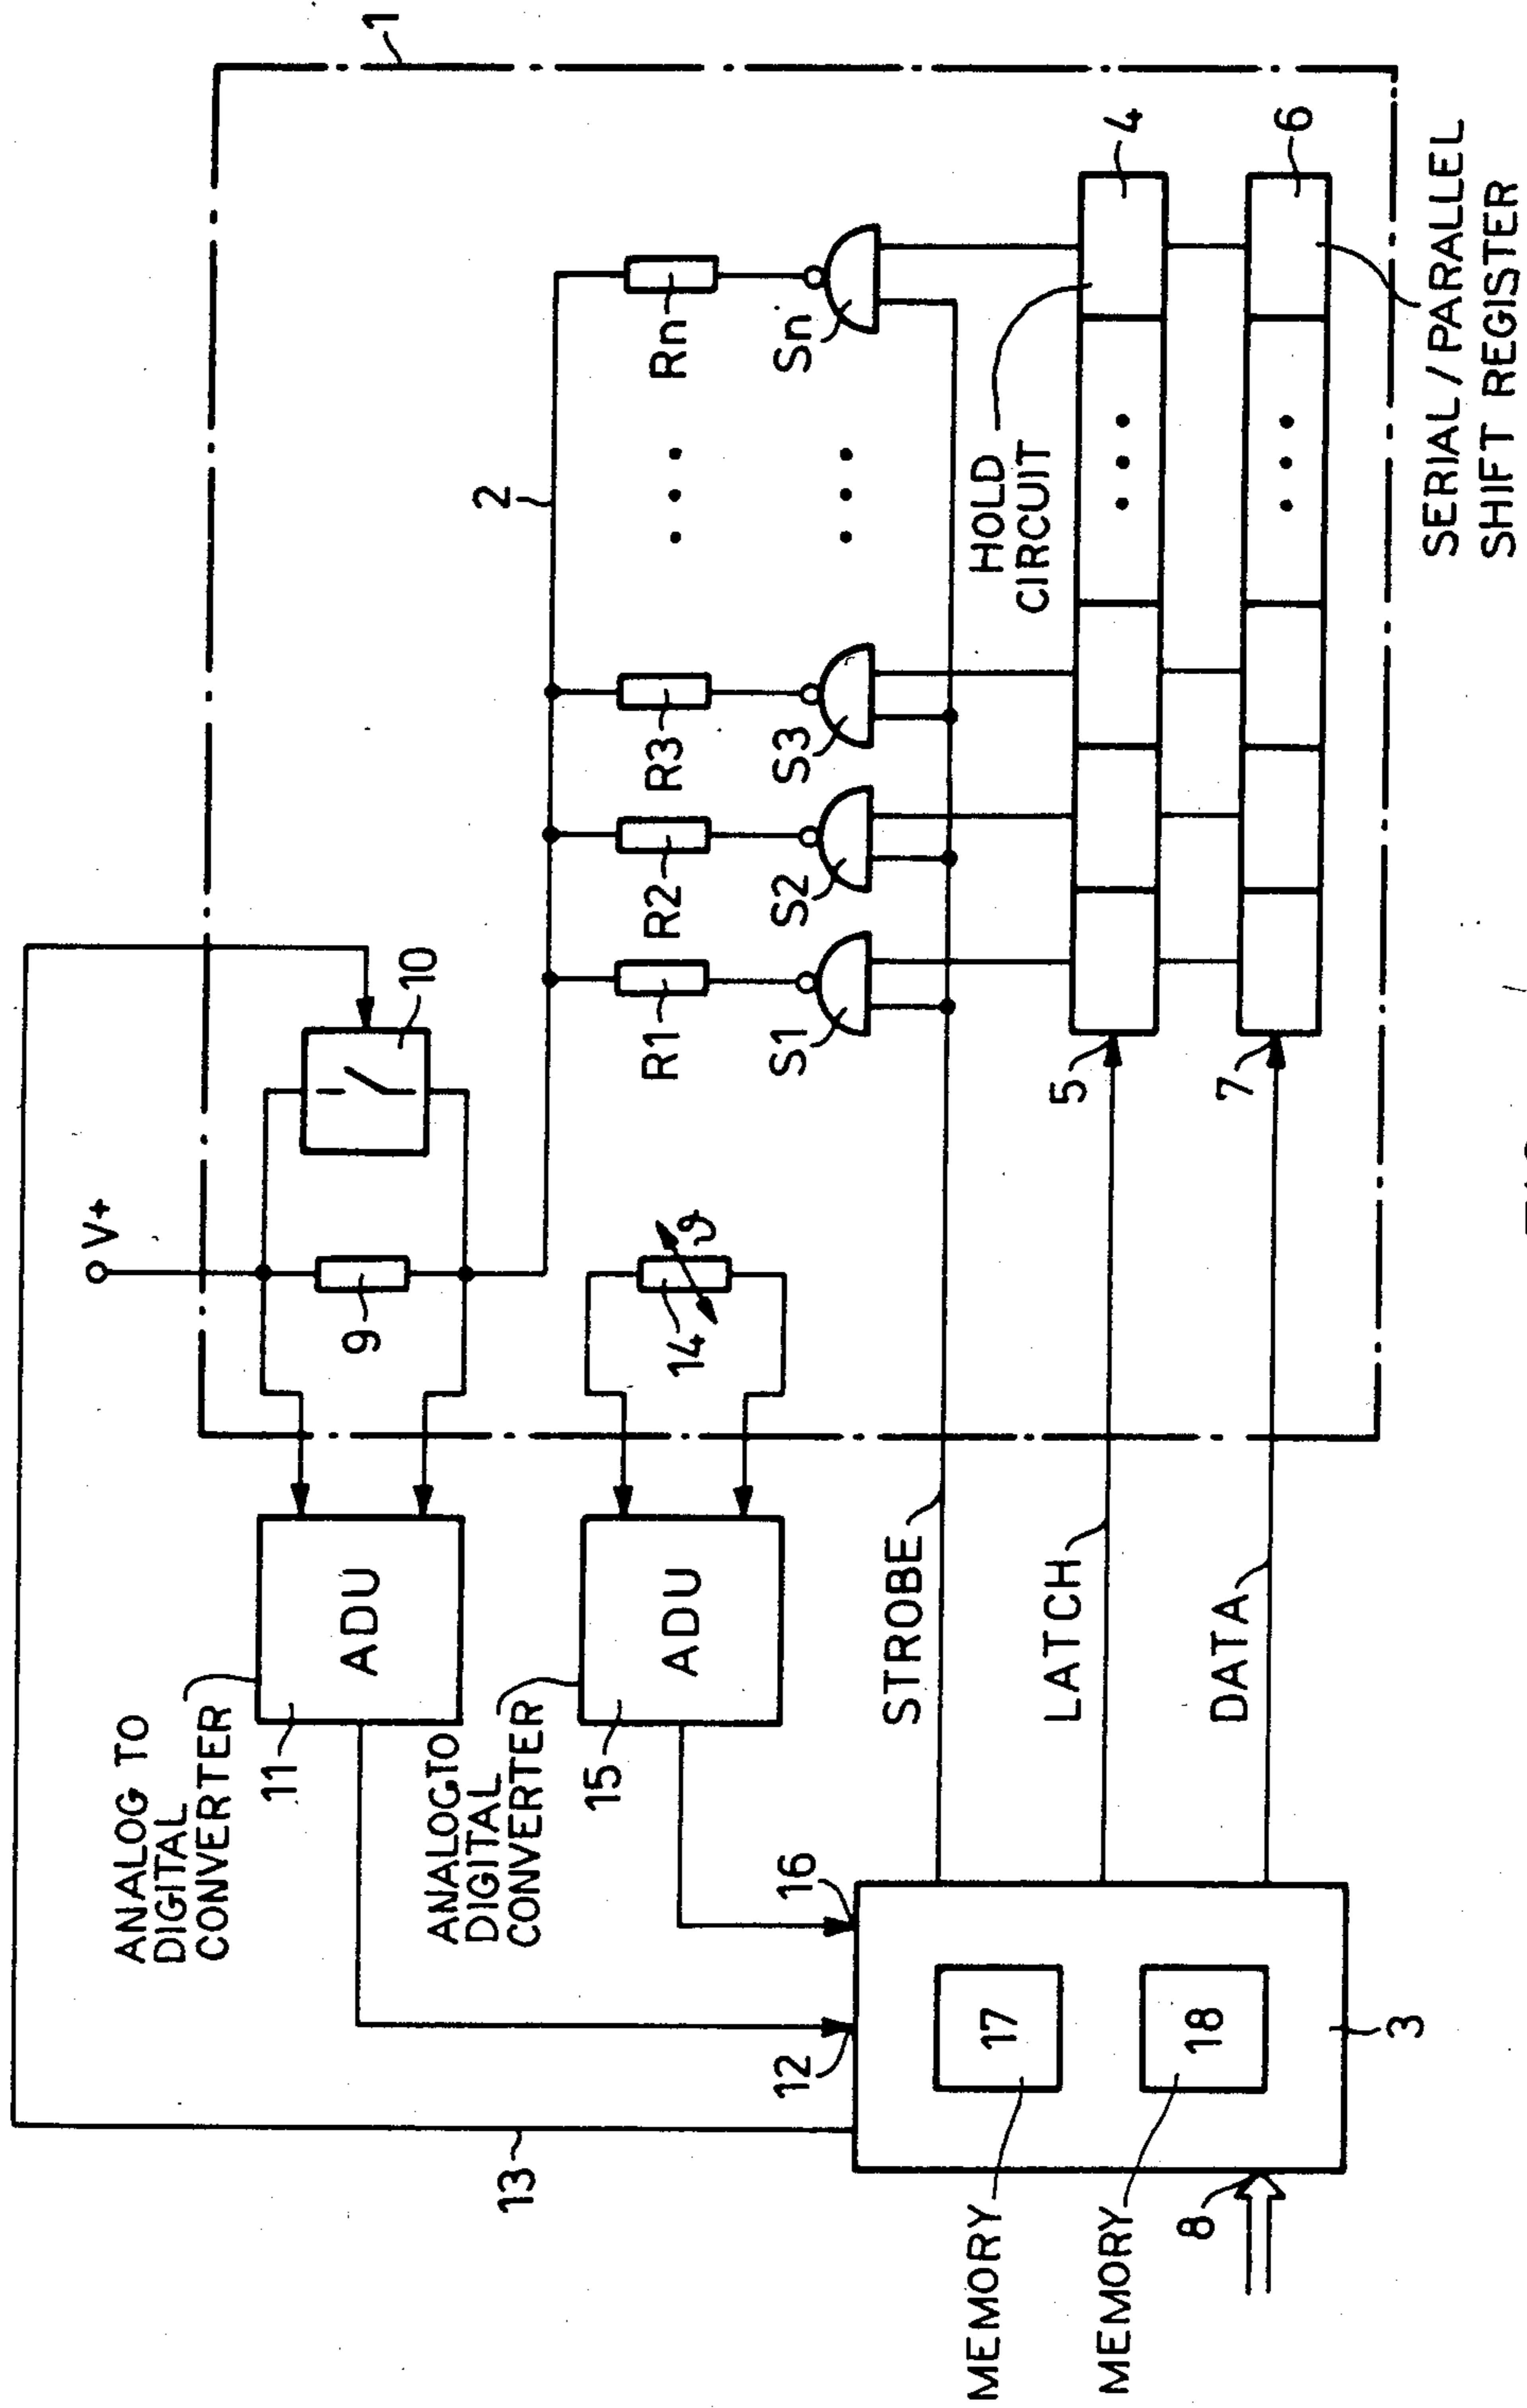 1
V+
10
9
2
ANALOG TO
DIGITAL
CONVERTER
11
ADU
ANALOG TO
DIGITAL
CONVERTER
15
ADU
14
ϑ
R1
R2
R3
Rn
S1
S2
S3
Sn
13
12
16
STROBE
HOLD
CIRCUIT
4
5
LATCH
6
7
DATA
MEMORY
17
MEMORY
18
8
3
SERIAL / PARALLEL
SHIFT REGISTER